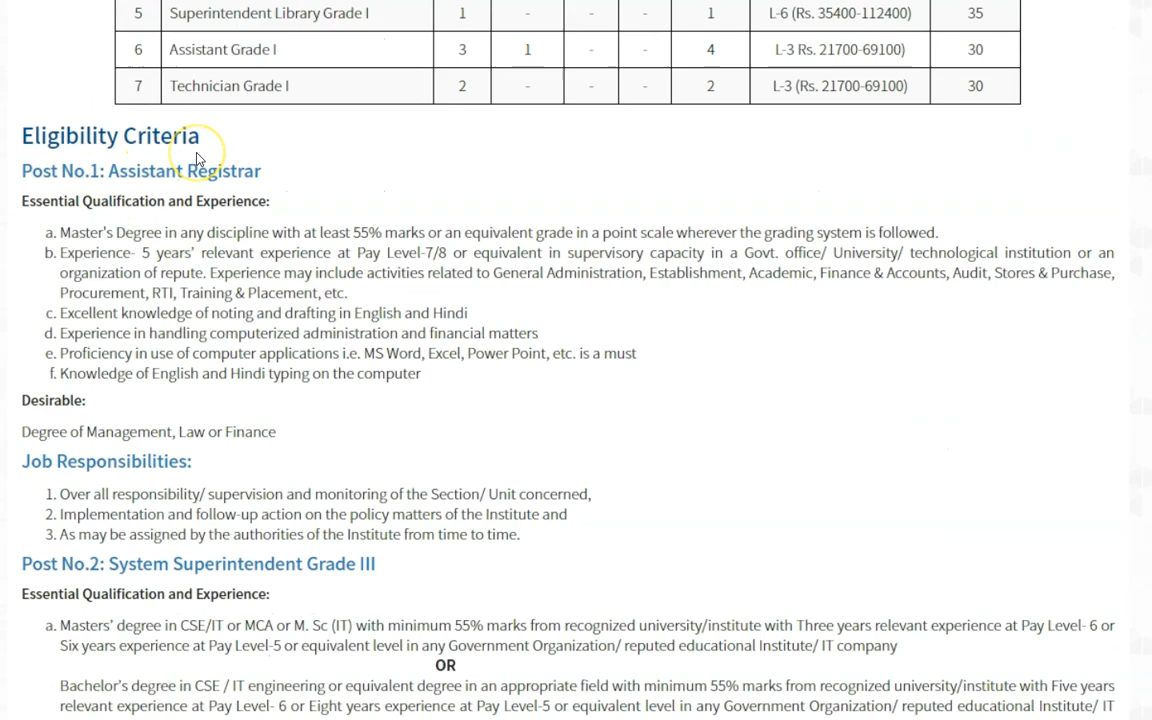 5 Superintendent Library Grade I 1 - - - 1 L-6 (Rs. 35400-112400) 35
6 Assistant Grade I 3 1 - - 4 L-3 Rs. 21700-69100) 30
7 Technician Grade I 2 - - - 2 L-3 (Rs. 21700-69100) 30
Eligibility Criteria
Post No.1: Assistant Registrar
Essential Qualification and Experience:
a. Master's Degree in any discipline with at least 55% marks or an equivalent grade in a point scale wherever the grading system is followed.
b. Experience- 5 years' relevant experience at Pay Level-7/8 or equivalent in supervisory capacity in a Govt. office/ University/ technological institution or an
organization of repute. Experience may include activities related to General Administration, Establishment, Academic, Finance & Accounts, Audit, Stores & Purchase,
Procurement, RTI, Training & Placement, etc.
c. Excellent knowledge of noting and drafting in English and Hindi
d. Experience in handling computerized administration and financial matters
e. Proficiency in use of computer applications i.e. MS Word, Excel, Power Point, etc. is a must
f. Knowledge of English and Hindi typing on the computer
Desirable:
Degree of Management, Law or Finance
Job Responsibilities:
1. Over all responsibility/ supervision and monitoring of the Section/ Unit concerned,
2. Implementation and follow-up action on the policy matters of the Institute and
3. As may be assigned by the authorities of the Institute from time to time.
Post No.2: System Superintendent Grade III
Essential Qualification and Experience:
a. Masters' degree in CSE/IT or MCA or M. Sc (IT) with minimum 55% marks from recognized university/institute with Three years relevant experience at Pay Level- 6 or
Six years experience at Pay Level-5 or equivalent level in any Government Organization/ reputed educational Institute/ IT company
OR
Bachelor's degree in CSE / IT engineering or equivalent degree in an appropriate field with minimum 55% marks from recognized university/institute with Five years
relevant experience at Pay Level- 6 or Eight years experience at Pay Level-5 or equivalent level in any Government Organization/ reputed educational Institute/ IT